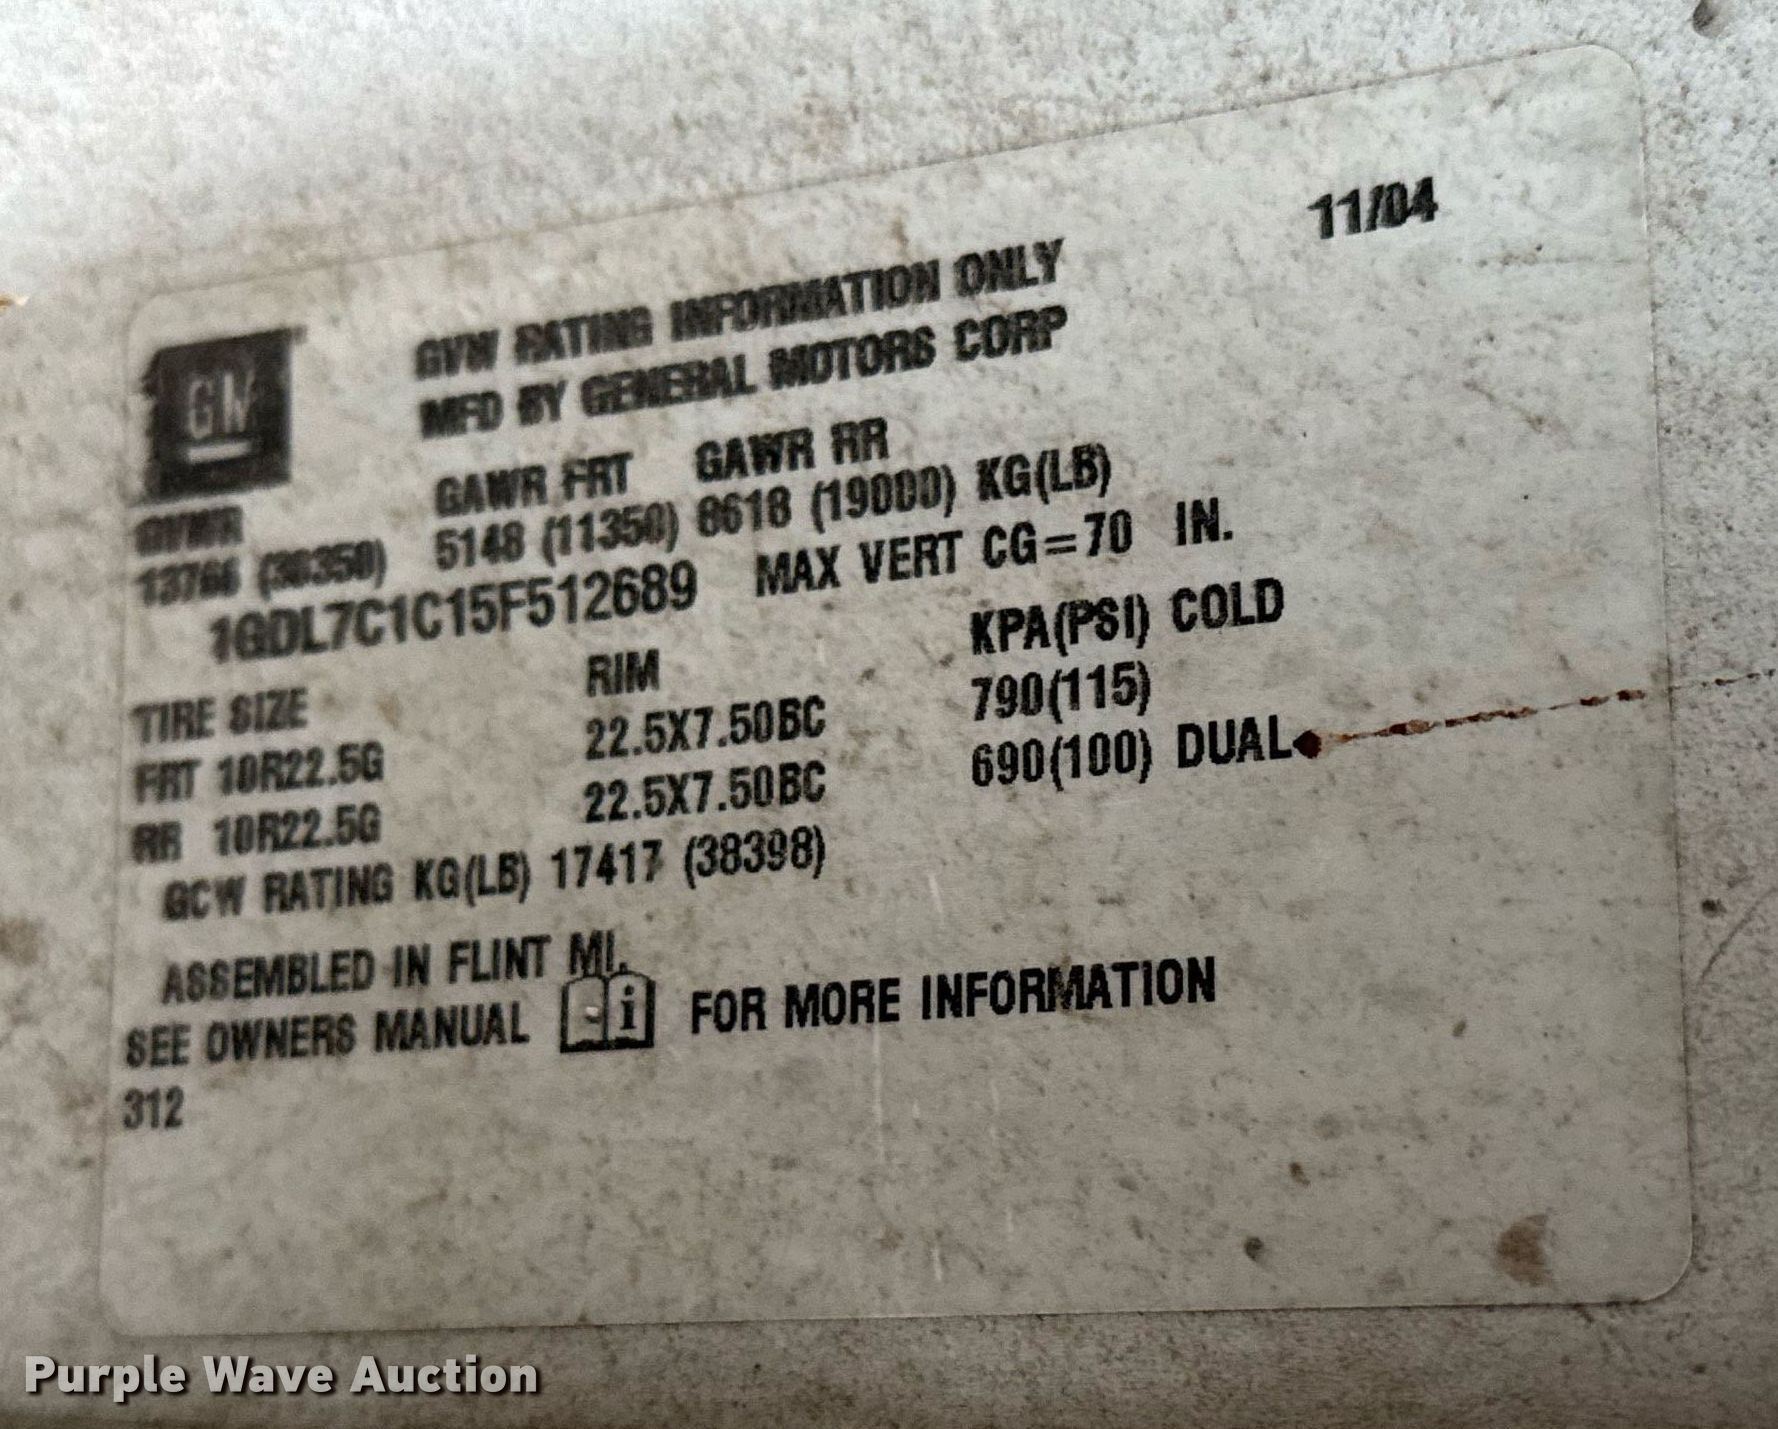 11/04
GVW RATING INFORMATION ONLY
MFD BY GENERAL MOTORS CORP
GM
GVWR GAWR FRT GAWR RR
13766 (30350) 5148 (11350) 8618 (19000) KG(LB)
1GDL7C1C15F512689 MAX VERT CG=70 IN.
TIRE SIZE RIM KPA(PSI) COLD
FRT 10R22.5G 22.5X7.50BC 790(115)
RR 10R22.5G 22.5X7.50BC 690(100) DUAL
GCW RATING KG(LB) 17417 (38398)
ASSEMBLED IN FLINT MI.
SEE OWNERS MANUAL i FOR MORE INFORMATION
312
Purple Wave Auction